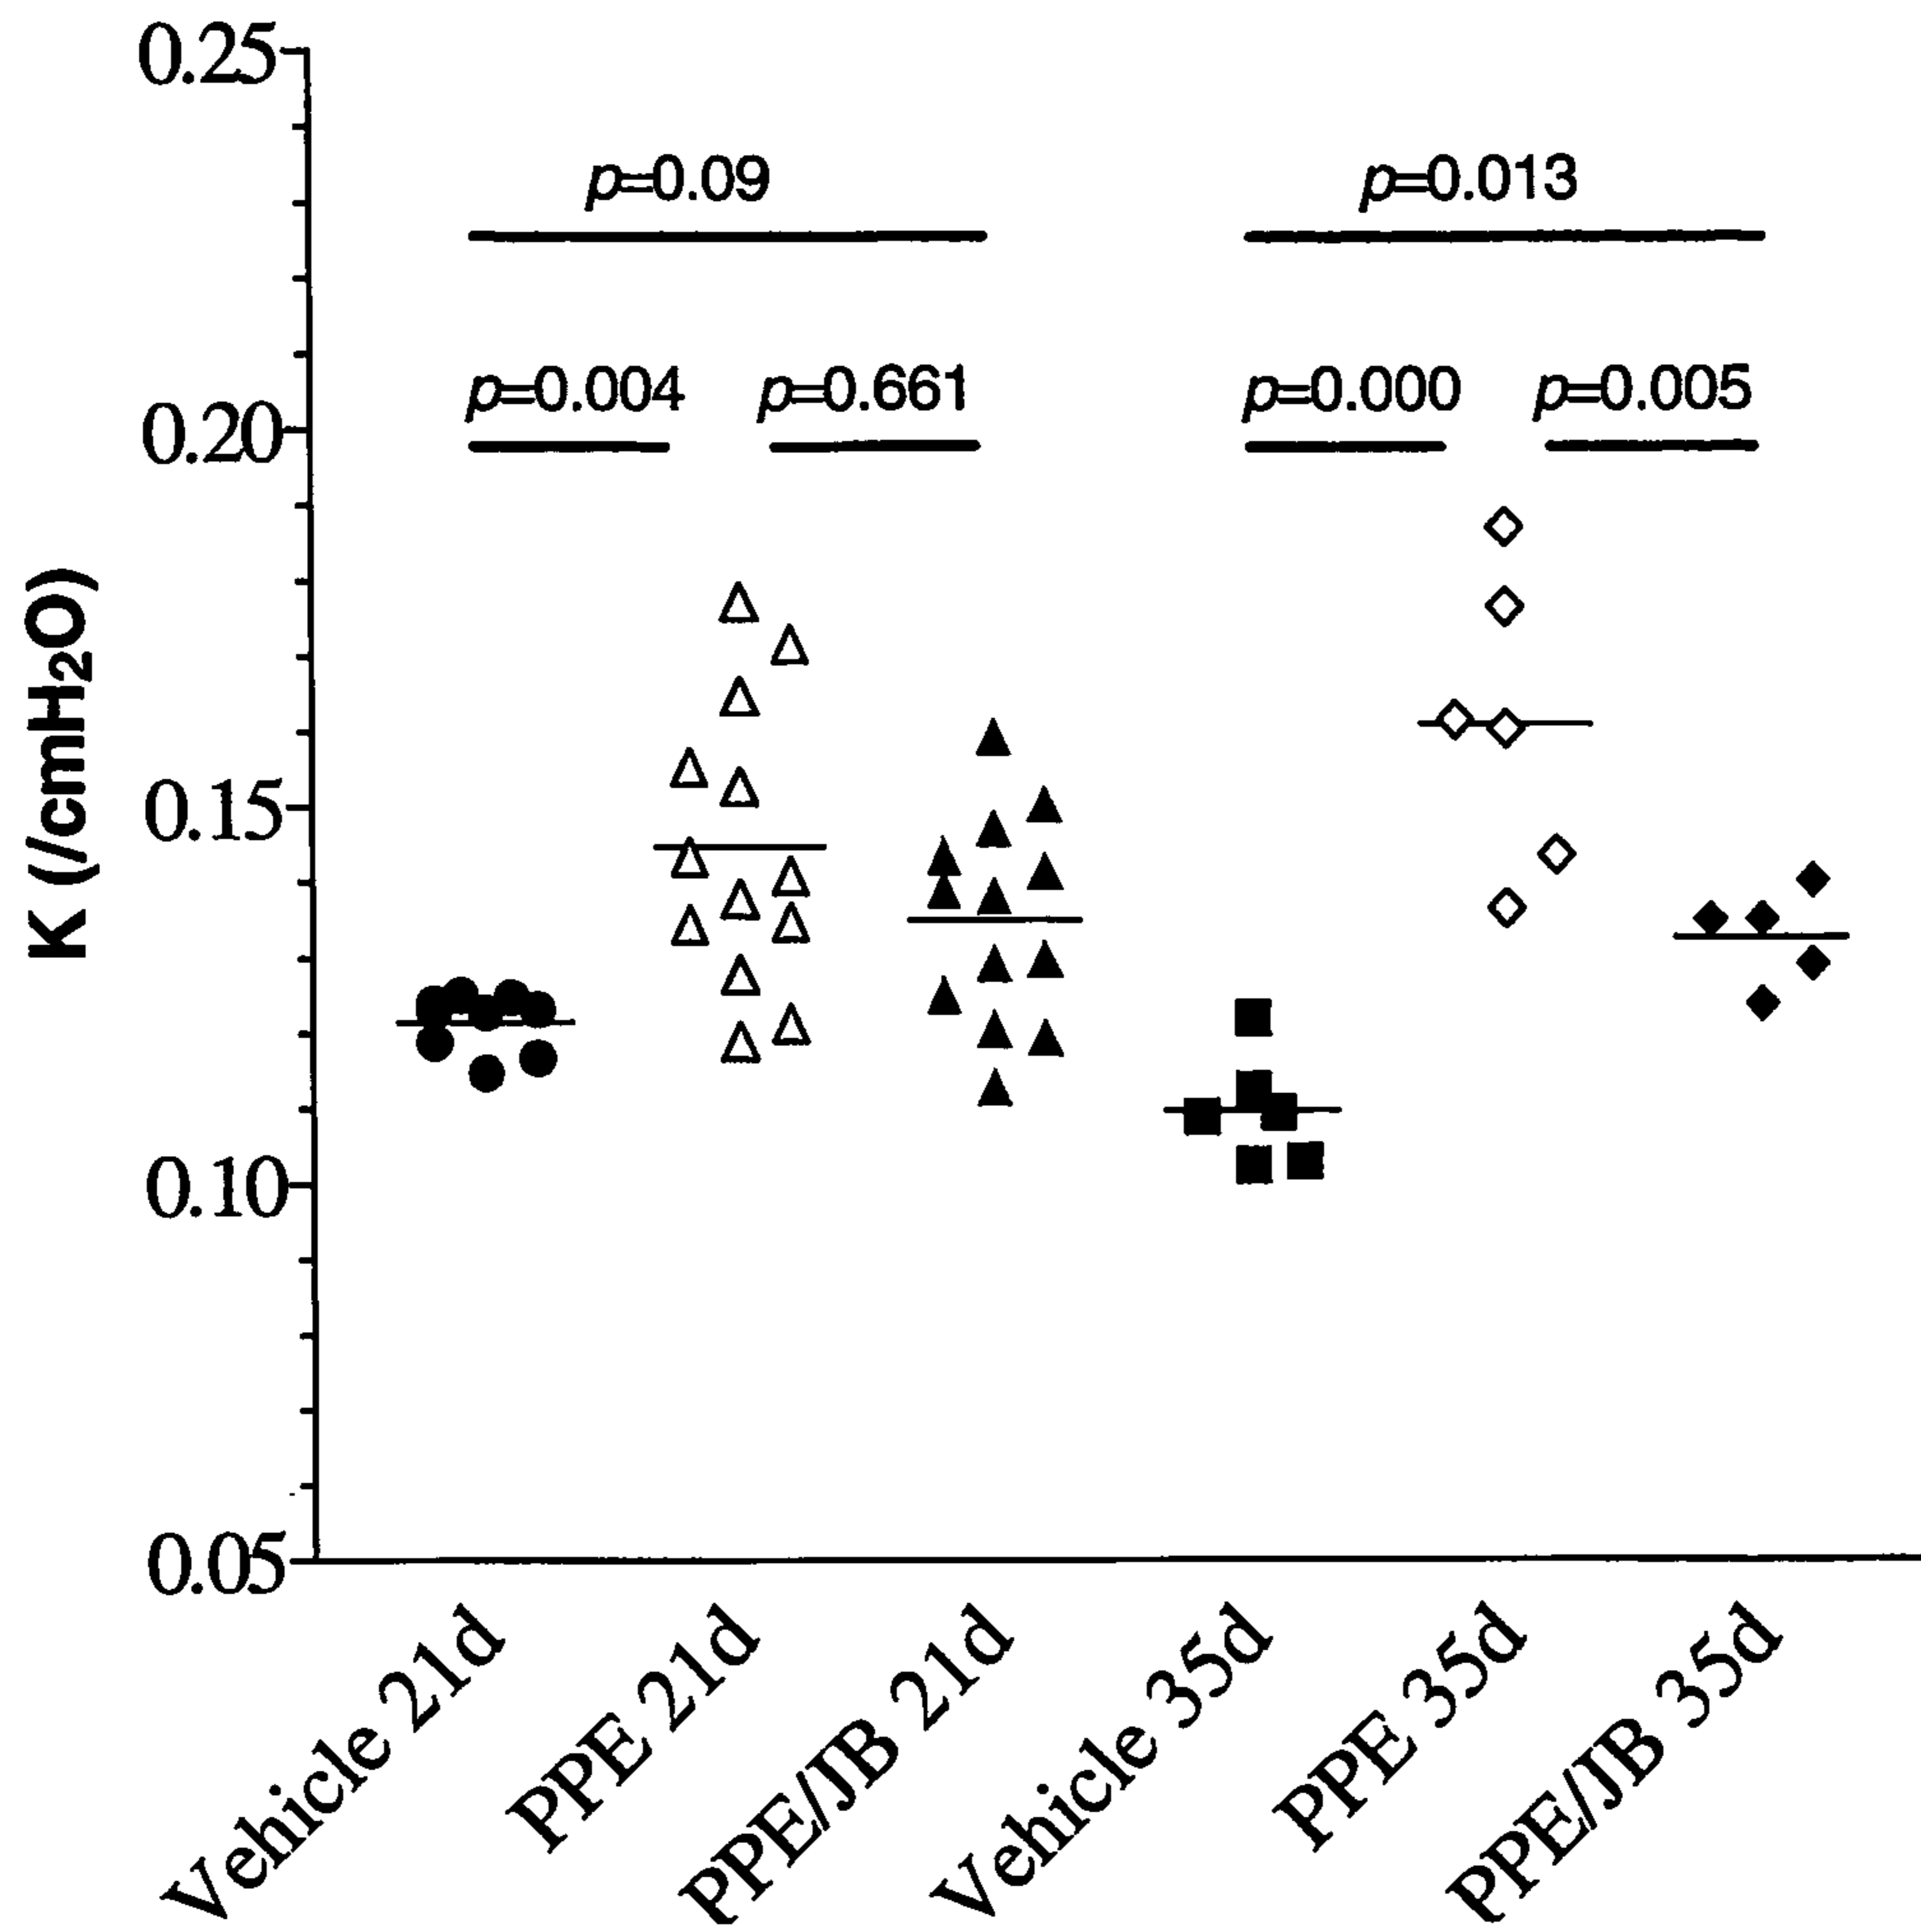 0.25
p=0.09
p=0.013
p=0.004
p=0.661
p=0.000
p=0.005
0.20
K (/cmH2O)
0.15
0.10
0.05
Vehicle 21d
PPE 21d
PPE/JB 21d
Vehicle 35d
PPE 35d
PPE/JB 35d